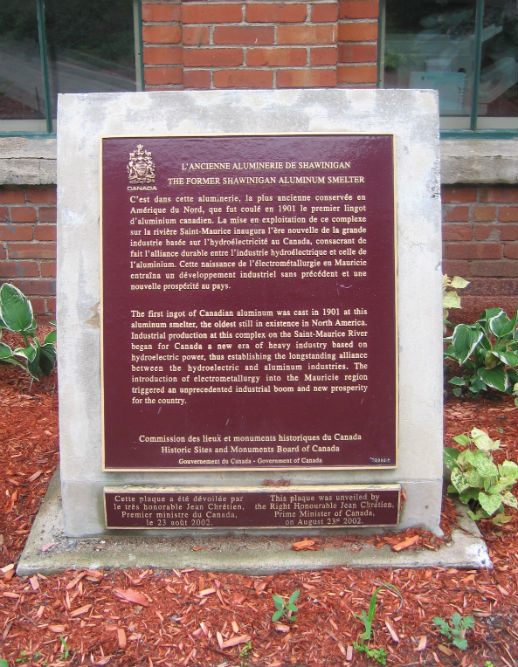 CANADA
L'ANCIENNE ALUMINERIE DE SHAWINIGAN
THE FORMER SHAWINIGAN ALUMINUM SMELTER
C'est dans cette aluminerie, la plus ancienne conservée en
Amérique du Nord, que fut coulé en 1901 le premier lingot
d'aluminium canadien. La mise en exploitation de ce complexe
sur la rivière Saint-Maurice inaugura l'ère nouvelle de la grande
industrie basée sur l'hydroélectricité au Canada, consacrant de
fait l'alliance durable entre l'industrie hydroélectrique et celle de
l'aluminium. Cette naissance de l'électrométallurgie en Mauricie
entraîna un développement industriel sans précédent et une
nouvelle prospérité au pays.
The first ingot of Canadian aluminum was cast in 1901 at this
aluminum smelter, the oldest still in existence in North America.
Industrial production at this complex on the Saint-Maurice River
began for Canada a new era of heavy industry based on
hydroelectric power, thus establishing the longstanding alliance
between the hydroelectric and aluminum industries. The
introduction of electrometallurgy into the Mauricie region
triggered an unprecedented industrial boom and new prosperity
for the country.
Commission des lieux et monuments historiques du Canada
Historic Sites and Monuments Board of Canada
Gouvernement du Canada - Government of Canada
Cette plaque a été dévoilée par
le très honorable Jean Chrétien,
Premier ministre du Canada,
le 23 août 2002.
This plaque was unveiled by
the Right Honourable Jean Chrétien,
Prime Minister of Canada,
on August 23rd 2002.